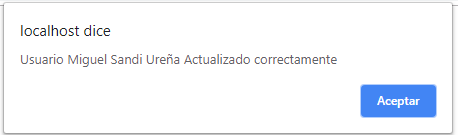 localhost dice
Usuario Miguel Sandi Ureña Actualizado correctamente
Aceptar